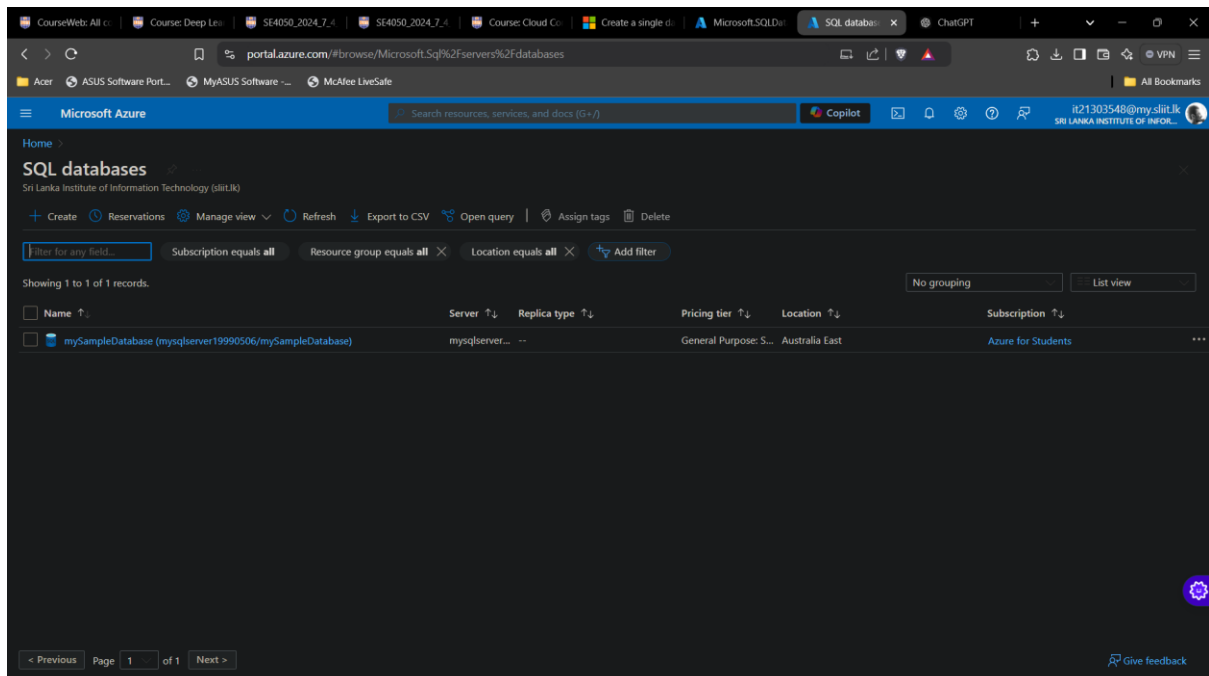 CourseWeb: All cc Course: Deep Lea SE4050_2024_7_4 SE4050_2024_7_4 Course: Cloud Co Create a single da Microsoft.SQLDat SQL database ChatGPT
portal.azure.com/#browse/Microsoft.Sql%2Fservers%2Fdatabases VPN
Acer ASUS Software Port... MyASUS Software -... McAfee LiveSafe All Bookmarks
Microsoft Azure Search resources, services, and docs (G+/) Copilot it21303548@my.sliit.lk
SRI LANKA INSTITUTE OF INFOR...
Home >
SQL databases
Sri Lanka Institute of Information Technology (sliit.lk)
Create Reservations Manage view Refresh Export to CSV Open query Assign tags Delete
Filter for any field... Subscription equals all Resource group equals all Location equals all Add filter
Showing 1 to 1 of 1 records. No grouping List view
Name Server Replica type Pricing tier Location Subscription
mySampleDatabase (mysqlserver19990506/mySampleDatabase) mysqlserver... -- General Purpose: S... Australia East Azure for Students
< Previous Page 1 of 1 Next > Give feedback